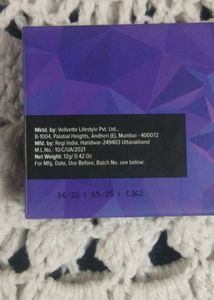 Mktd. by: Vellvette Lifestyle Pvt. Ltd.,
B-1004, Palatial Heights, Andheri (E), Mumbai - 400072
Mfd. by: Regi India, Haridwar-249403 Uttarakhand
M L No.: 10/C/UA/2021
Net Weight: 12g/ 0.42 Oz
For Mfg. Date, Use Before, Batch No - see below:
06/22 | 05/25 | C362